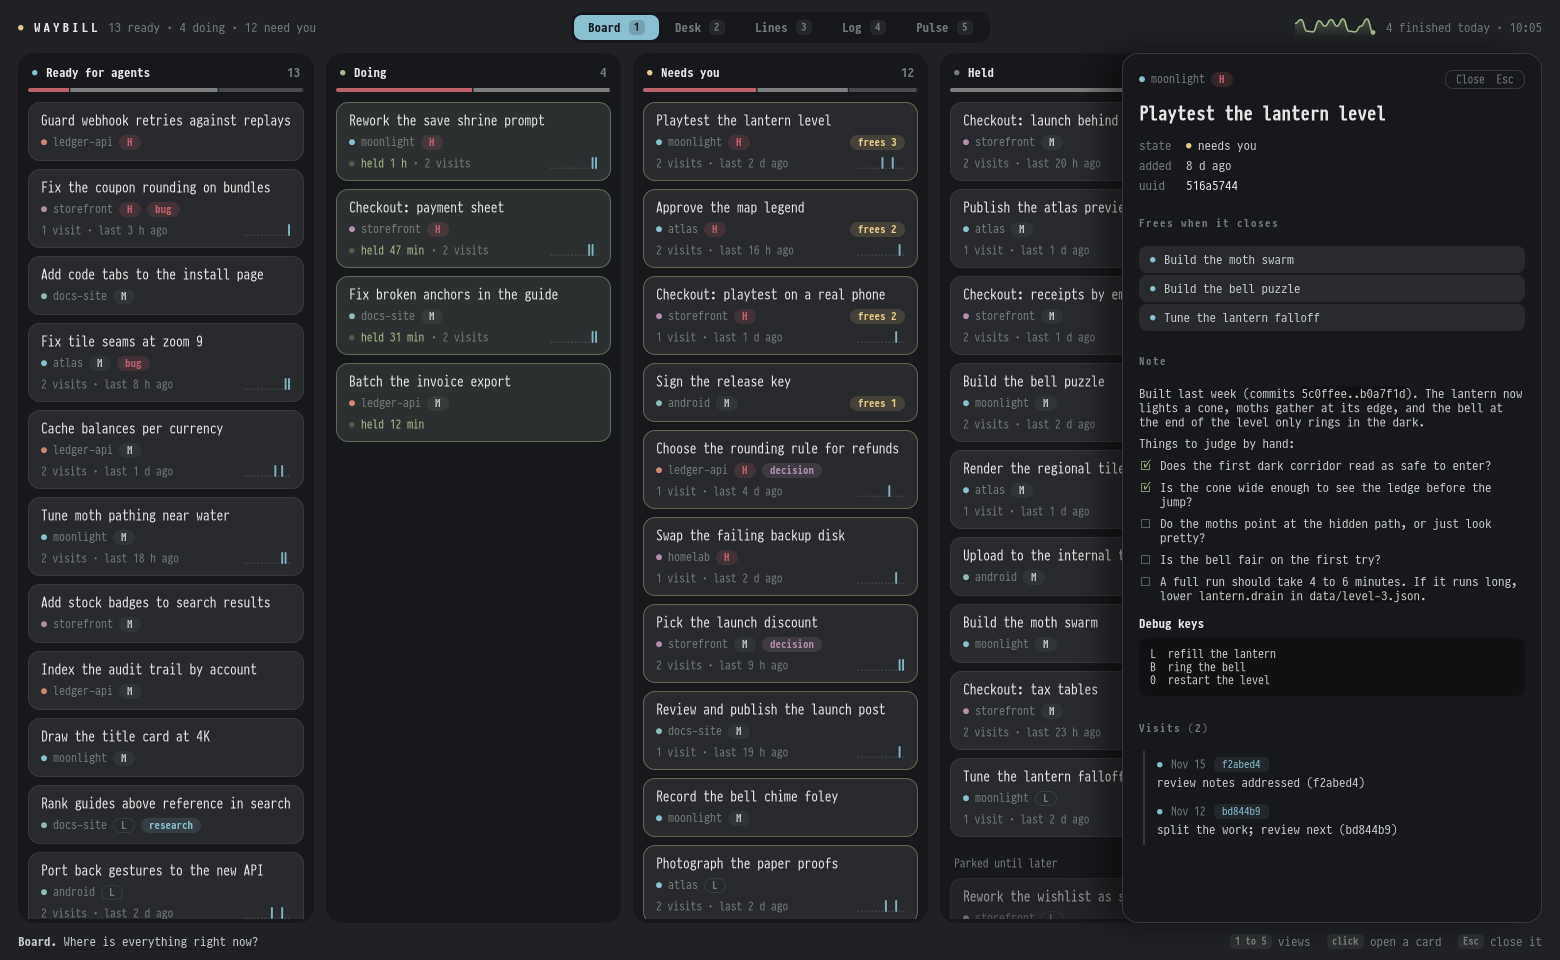 WAYBILL 13 ready · 4 doing · 12 need you
Board 1 Desk 2 Lines 3 Log 4 Pulse 5
4 finished today · 10:05
Ready for agents 13
Guard webhook retries against replays
ledger-api H
Fix the coupon rounding on bundles
storefront H bug
1 visit · last 3 h ago
Add code tabs to the install page
docs-site M
Fix tile seams at zoom 9
atlas M bug
2 visits · last 8 h ago
Cache balances per currency
ledger-api M
2 visits · last 1 d ago
Tune moth pathing near water
moonlight M
2 visits · last 18 h ago
Add stock badges to search results
storefront M
Index the audit trail by account
ledger-api M
Draw the title card at 4K
moonlight M
Rank guides above reference in search
docs-site L research
Port back gestures to the new API
android L
2 visits · last 2 d ago
Doing 4
Rework the save shrine prompt
moonlight H
held 1 h · 2 visits
Checkout: payment sheet
storefront H
held 47 min · 2 visits
Fix broken anchors in the guide
docs-site M
held 31 min · 2 visits
Batch the invoice export
ledger-api M
held 12 min
Needs you 12
Playtest the lantern level
moonlight H frees 3
2 visits · last 2 d ago
Approve the map legend
atlas H frees 2
2 visits · last 16 h ago
Checkout: playtest on a real phone
storefront H frees 2
1 visit · last 1 d ago
Sign the release key
android M frees 1
Choose the rounding rule for refunds
ledger-api H decision
1 visit · last 4 d ago
Swap the failing backup disk
homelab H
1 visit · last 2 d ago
Pick the launch discount
storefront M decision
2 visits · last 9 h ago
Review and publish the launch post
docs-site M
1 visit · last 19 h ago
Record the bell chime foley
moonlight M
Photograph the paper proofs
atlas L
2 visits · last 2 d ago
Held
Checkout: launch behind
storefront M
2 visits · last 20 h ago
Publish the atlas previe
atlas M
1 visit · last 1 d ago
Checkout: receipts by em
storefront M
2 visits · last 1 d ago
Build the bell puzzle
moonlight M
2 visits · last 2 d ago
Render the regional tile
atlas M
1 visit · last 1 d ago
Upload to the internal t
android M
Build the moth swarm
moonlight M
Checkout: tax tables
storefront M
2 visits · last 23 h ago
Tune the lantern falloff
moonlight L
1 visit · last 2 d ago
Parked until later
Rework the wishlist as s
storefront L
moonlight H Close Esc
Playtest the lantern level
state needs you
added 8 d ago
uuid 516a5744
Frees when it closes
Build the moth swarm
Build the bell puzzle
Tune the lantern falloff
Note
Built last week (commits 5c0ffee..b0a7f1d). The lantern now
lights a cone, moths gather at its edge, and the bell at
the end of the level only rings in the dark.
Things to judge by hand:
Does the first dark corridor read as safe to enter?
Is the cone wide enough to see the ledge before the
jump?
Do the moths point at the hidden path, or just look
pretty?
Is the bell fair on the first try?
A full run should take 4 to 6 minutes. If it runs long,
lower lantern.drain in data/level-3.json.
Debug keys
L refill the lantern
B ring the bell
0 restart the level
Visits (2)
Nov 15 f2abed4
review notes addressed (f2abed4)
Nov 12 bd844b9
split the work; review next (bd844b9)
Board. Where is everything right now?
1 to 5 views click open a card Esc close it